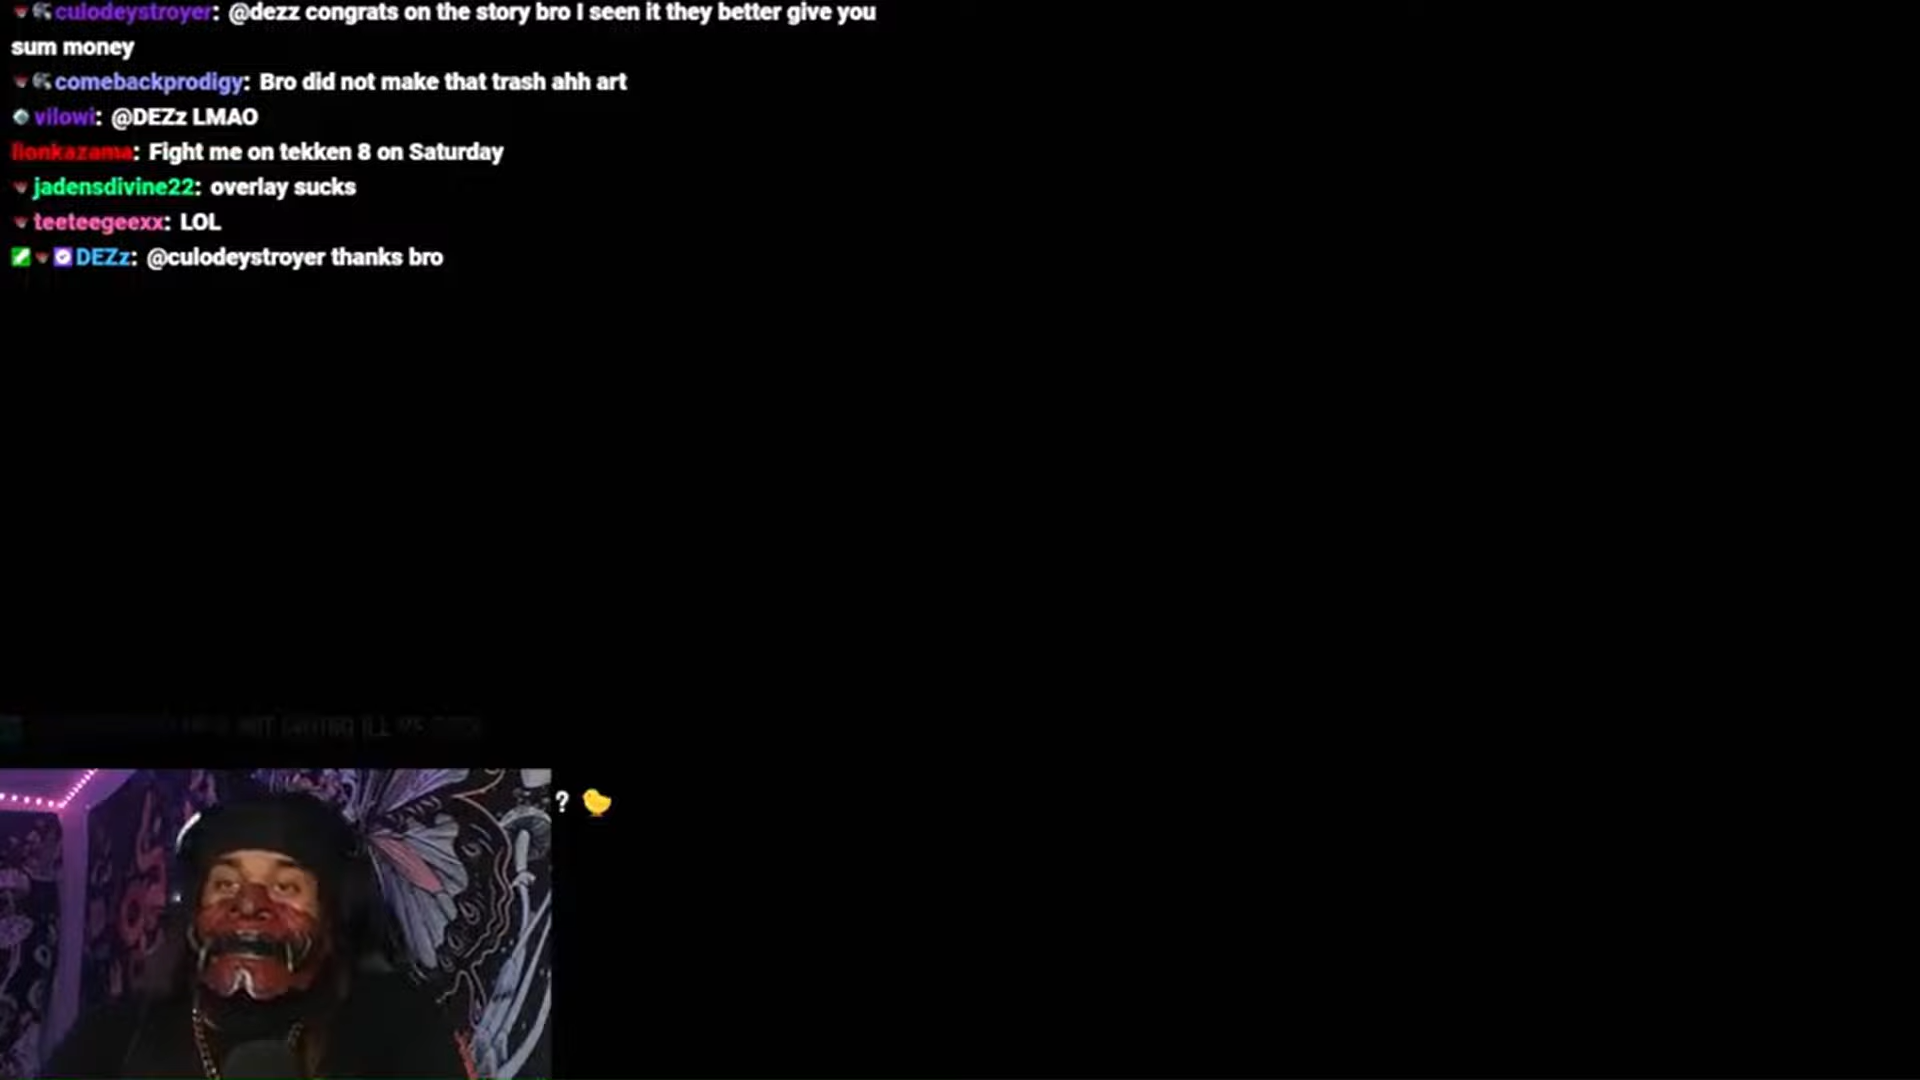 culodeystroyer: @dezz congrats on the story bro I seen it they better give you
sum money
comebackprodigy: Bro did not make that trash ahh art
vilowi: @DEZz LMAO
lionkazama: Fight me on tekken 8 on Saturday
jadensdivine22: overlay sucks
teeteegeexx: LOL
DEZz: @culodeystroyer thanks bro
?